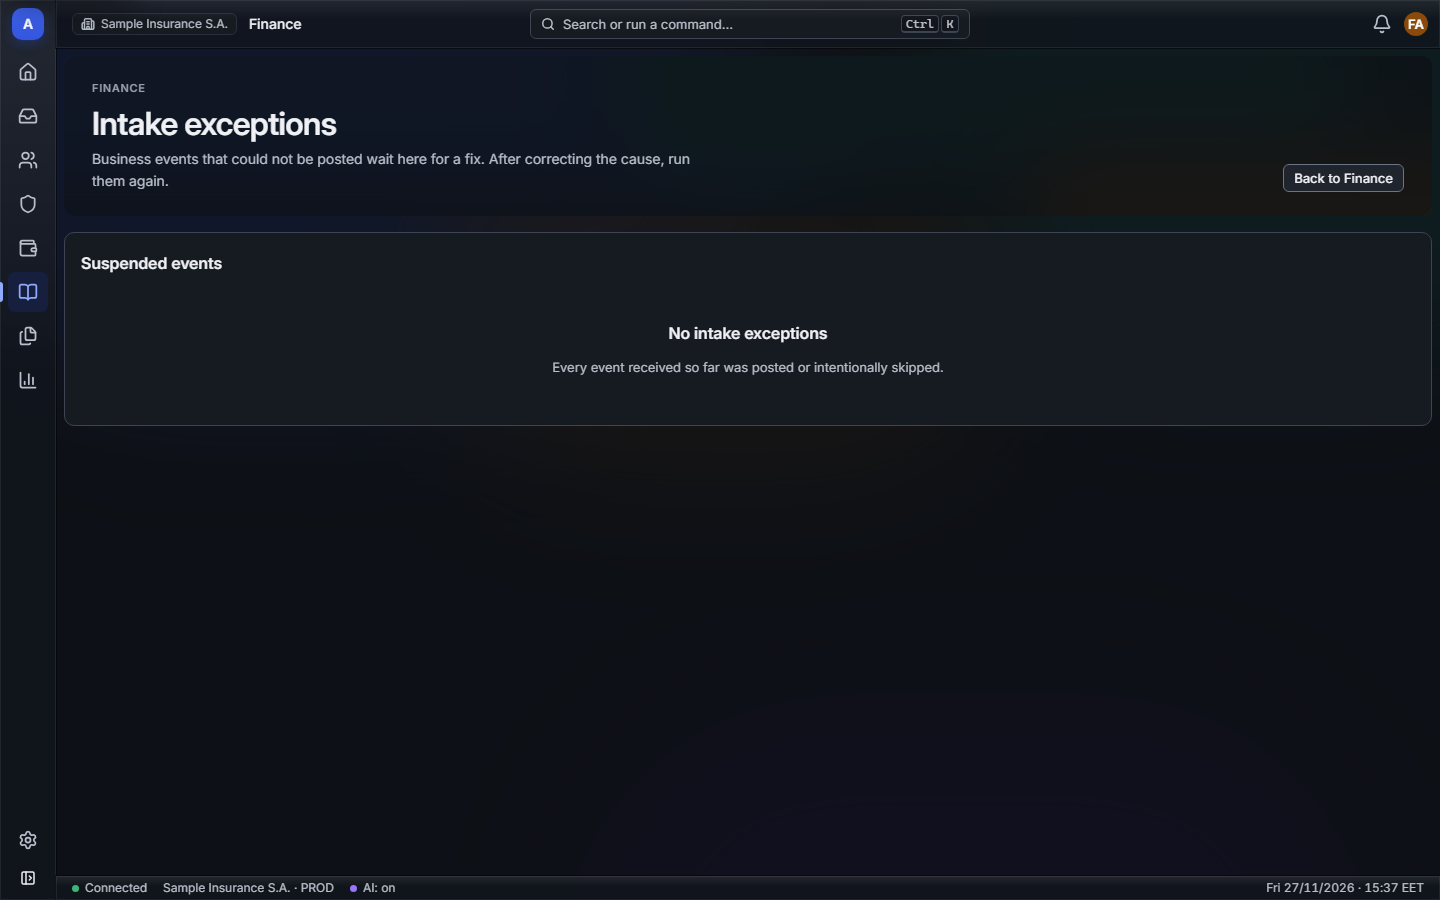 A
Sample Insurance S.A.
Finance
Search or run a command...
Ctrl K
FA
FINANCE
Intake exceptions
Business events that could not be posted wait here for a fix. After correcting the cause, run
them again.
Back to Finance
Suspended events
No intake exceptions
Every event received so far was posted or intentionally skipped.
Connected
Sample Insurance S.A. · PROD
AI: on
Fri 27/11/2026 · 15:37 EET